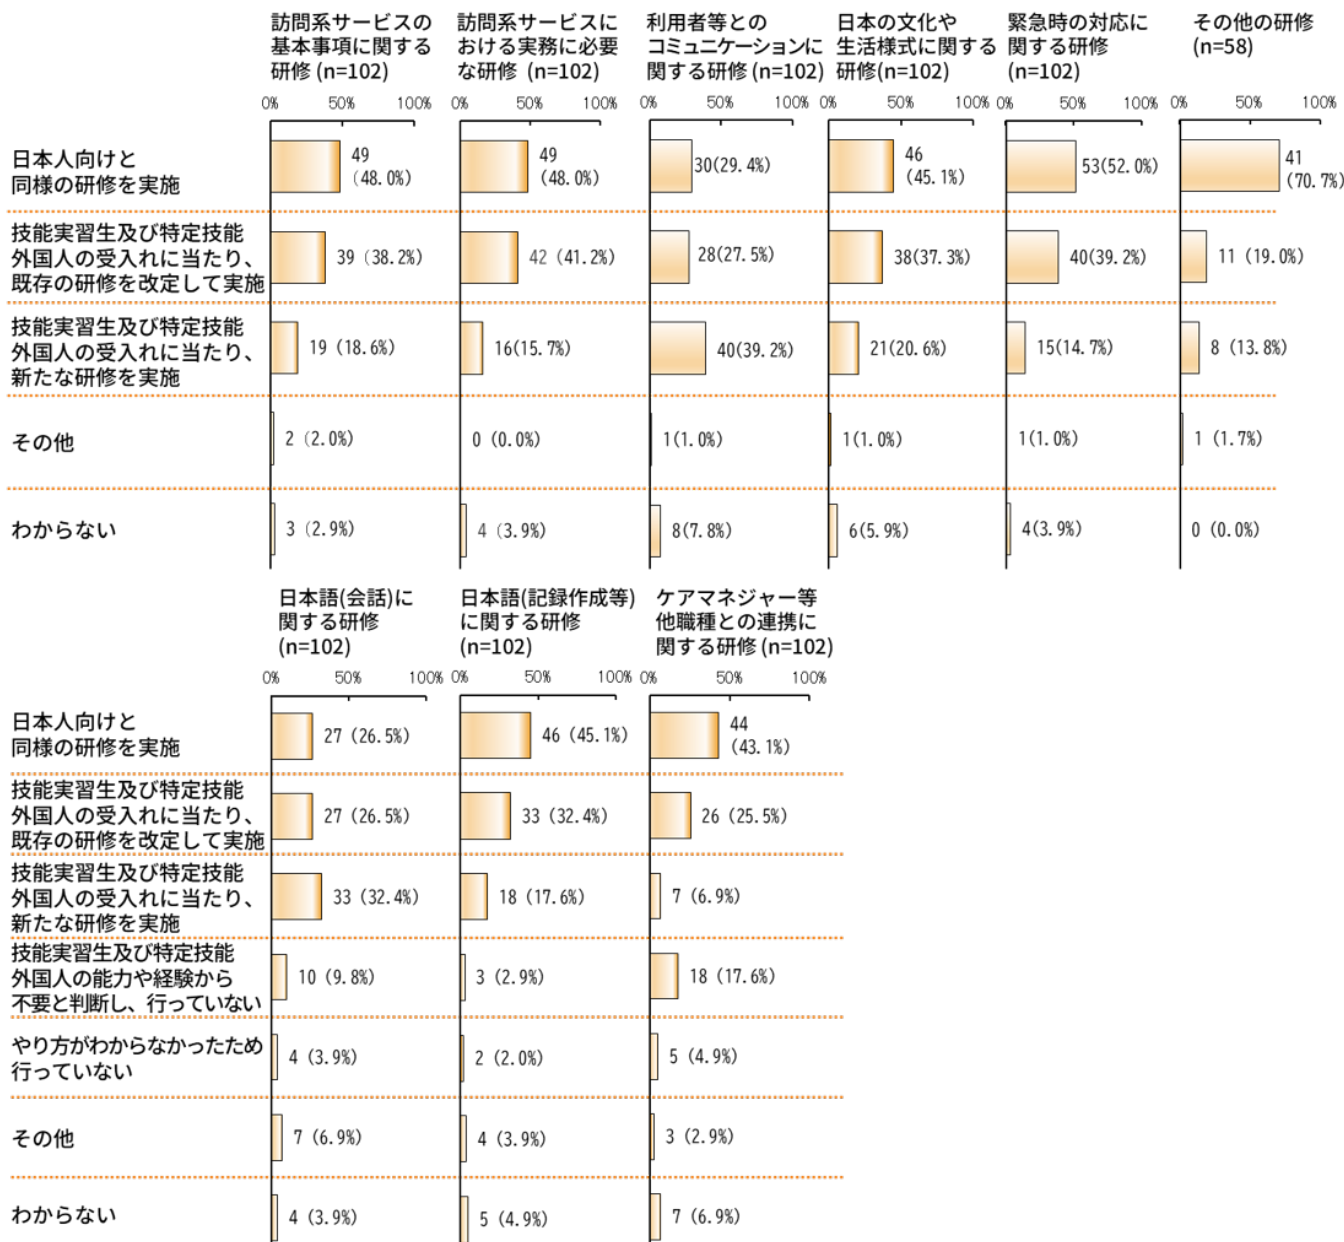 訪問系サービスの
基本事項に関する
研修 (n=102)
訪問系サービスに
おける実務に必要
な研修 (n=102)
利用者等との
コミュニケーションに
関する研修 (n=102)
日本の文化や
生活様式に関する
研修(n=102)
緊急時の対応に
関する研修
(n=102)
その他の研修
(n=58)
0% 50% 100%
0% 50% 100%
0% 50% 100%
0% 50% 100%
0% 50% 100%
0% 50% 100%
日本人向けと
同様の研修を実施
49
(48.0%)
49
(48.0%)
30(29.4%)
46
(45.1%)
53(52.0%)
41
(70.7%)
技能実習生及び特定技能
外国人の受入れに当たり、
既存の研修を改定して実施
39 (38.2%)
42 (41.2%)
28(27.5%)
38(37.3%)
40(39.2%)
11 (19.0%)
技能実習生及び特定技能
外国人の受入れに当たり、
新たな研修を実施
19 (18.6%)
16(15.7%)
40(39.2%)
21(20.6%)
15(14.7%)
8 (13.8%)
その他
2 (2.0%)
0 (0.0%)
1(1.0%)
1(1.0%)
1(1.0%)
1 (1.7%)
わからない
3 (2.9%)
4 (3.9%)
8(7.8%)
6(5.9%)
4(3.9%)
0 (0.0%)
日本語(会話)に
関する研修
(n=102)
日本語(記録作成等)
に関する研修
(n=102)
ケアマネジャー等
他職種との連携に
関する研修 (n=102)
0% 50% 100%
0% 50% 100%
0% 50% 100%
日本人向けと
同様の研修を実施
27 (26.5%)
46 (45.1%)
44
(43.1%)
技能実習生及び特定技能
外国人の受入れに当たり、
既存の研修を改定して実施
27 (26.5%)
33 (32.4%)
26 (25.5%)
技能実習生及び特定技能
外国人の受入れに当たり、
新たな研修を実施
33 (32.4%)
18 (17.6%)
7 (6.9%)
技能実習生及び特定技能
外国人の能力や経験から
不要と判断し、行っていない
10 (9.8%)
3 (2.9%)
18 (17.6%)
やり方がわからなかったため
行っていない
4 (3.9%)
2 (2.0%)
5 (4.9%)
その他
7 (6.9%)
4 (3.9%)
3 (2.9%)
わからない
4 (3.9%)
5 (4.9%)
7 (6.9%)